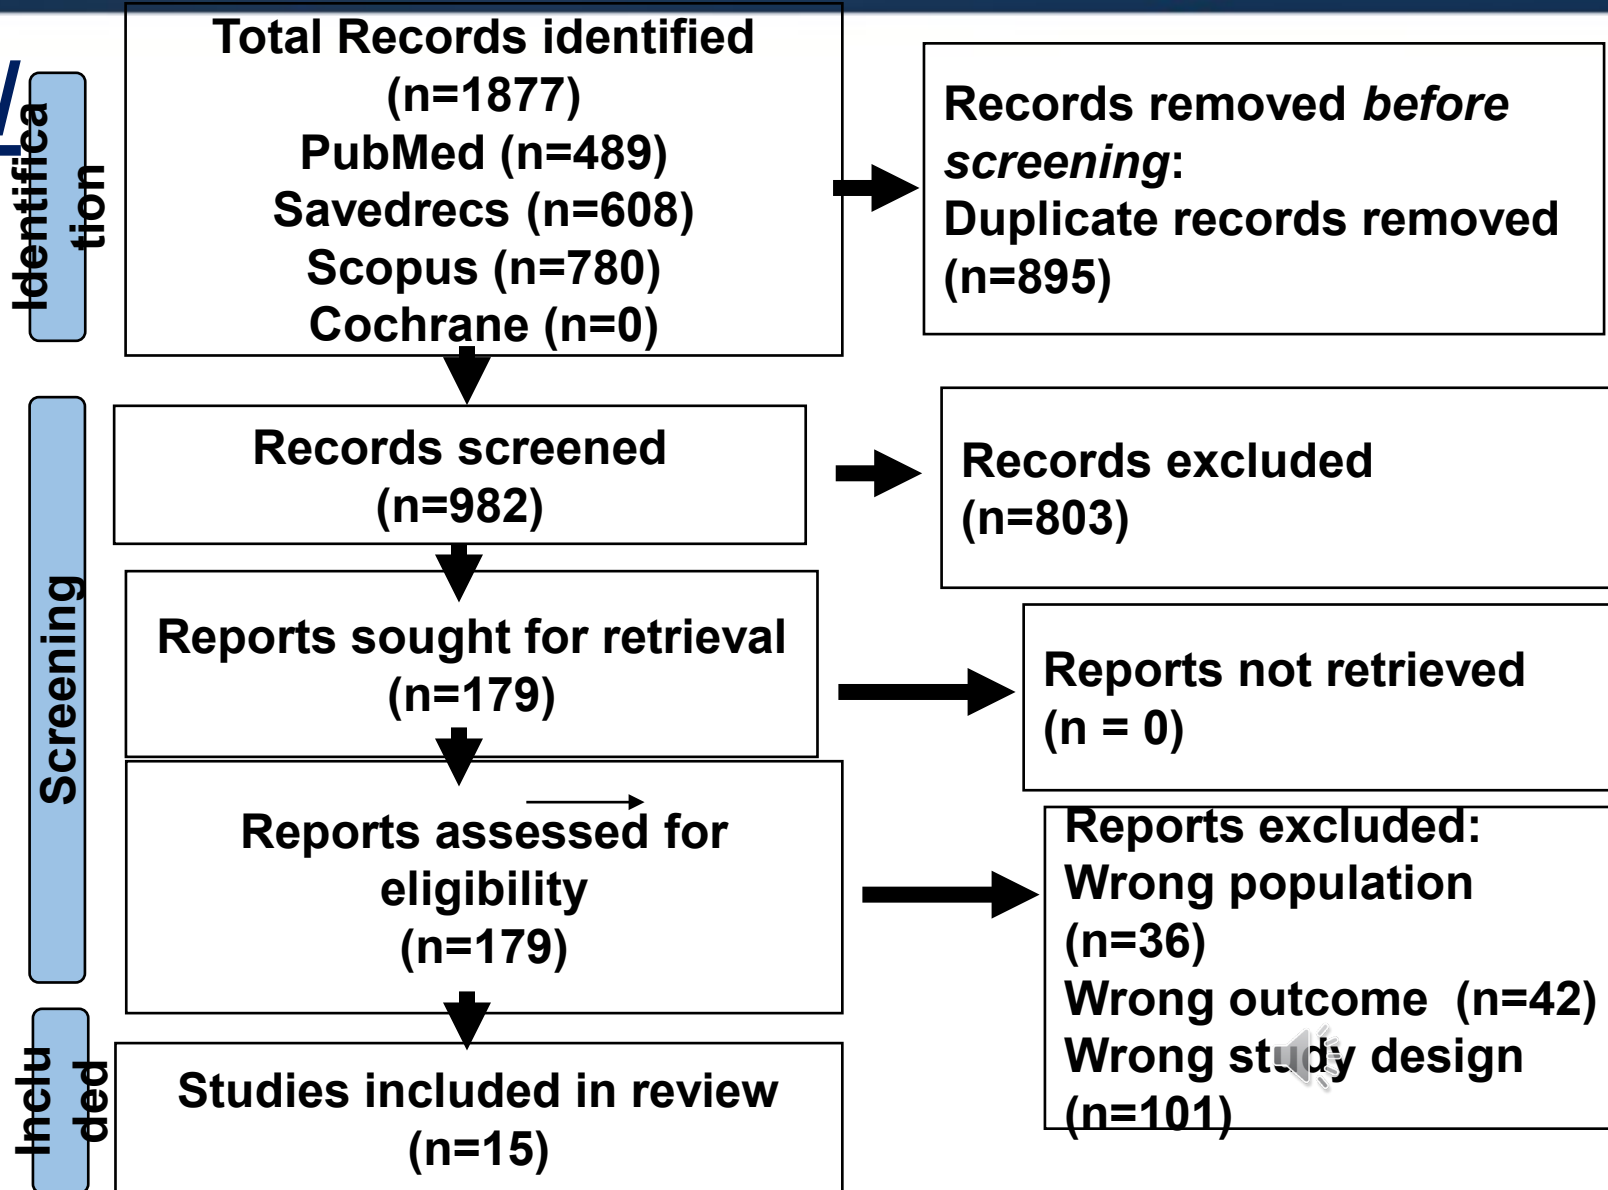 Total Records identified
(n=1877)
PubMed (n=489)
Savedrecs (n=608)
Scopus (n=780)
Cochrane (n=0)
Records removed before
screening:
Duplicate records removed
(n=895)
/
Identifica
tion
Records screened
(n=982)
Records excluded
(n=803)
Screening
Reports sought for retrieval
(n=179)
Reports not retrieved
(n = 0)
Reports assessed for
eligibility
(n=179)
Reports excluded:
Wrong population
(n=36)
Wrong outcome  (n=42)
Wrong study design
(n=101)
Inclu
ded
Studies included in review
(n=15)